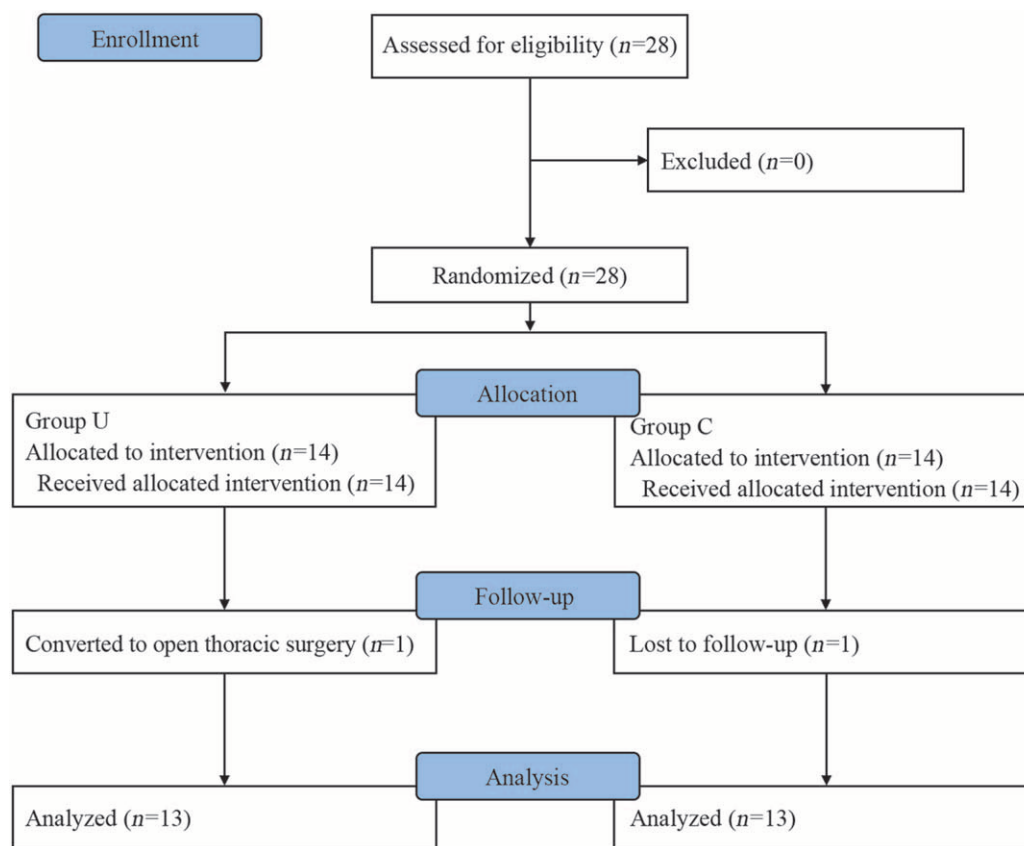 Enrollment
Assessed for eligibility (n=28)
Excluded (n=0)
Randomized (n=28)
Allocation
Group U
Allocated to intervention (n=14)
Received allocated intervention (n=14)
Group C
Allocated to intervention (n=14)
Received allocated intervention (n=14)
Follow-up
Converted to open thoracic surgery (n=1)
Lost to follow-up (n=1)
Analysis
Analyzed (n=13)
Analyzed (n=13)